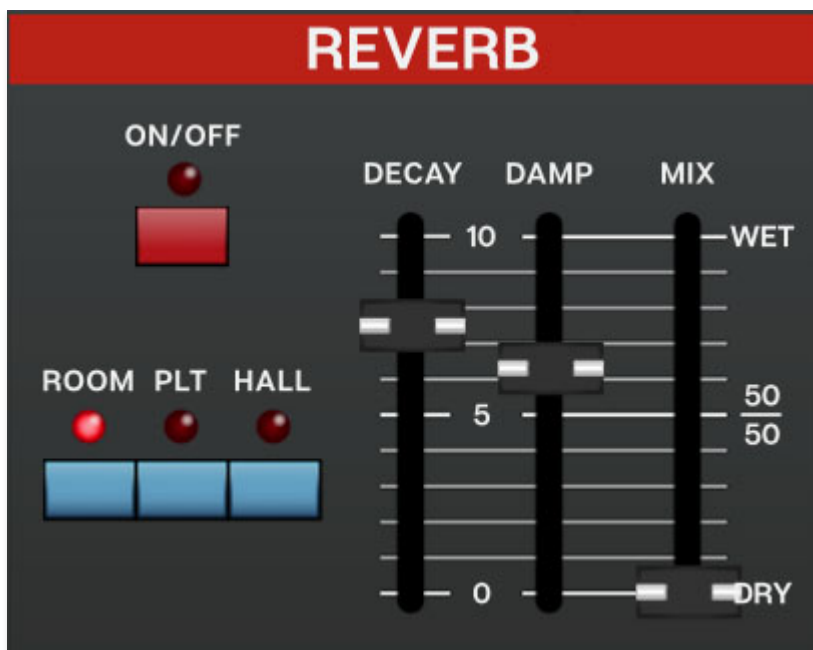 REVERB
ON/OFF
DECAY DAMP MIX
10 WET
ROOM PLT HALL
5 50
50
0 DRY